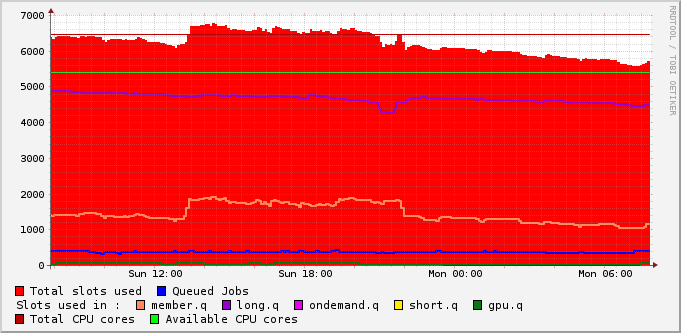 7000
6000
5000
4000
3000
2000
1000
0
Sun 12:00 Sun 18:00 Mon 00:00 Mon 06:00
Total slots used Queued Jobs
Slots used in : member.q long.q ondemand.q short.q gpu.q
Total CPU cores Available CPU cores
RRDTOOL / TOBI OETIKER